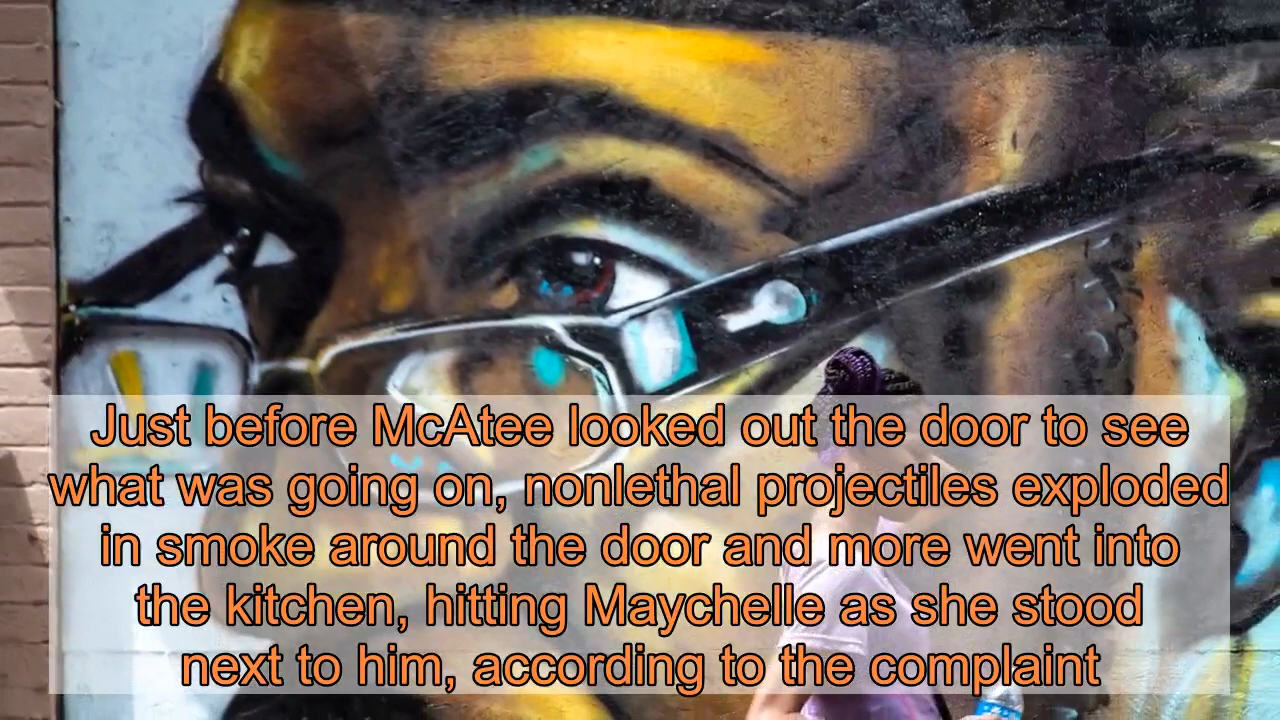 Just before McAtee looked out the door to see
what was going on, nonlethal projectiles exploded
in smoke around the door and more went into
the kitchen, hitting Maychelle as she stood
next to him, according to the complaint